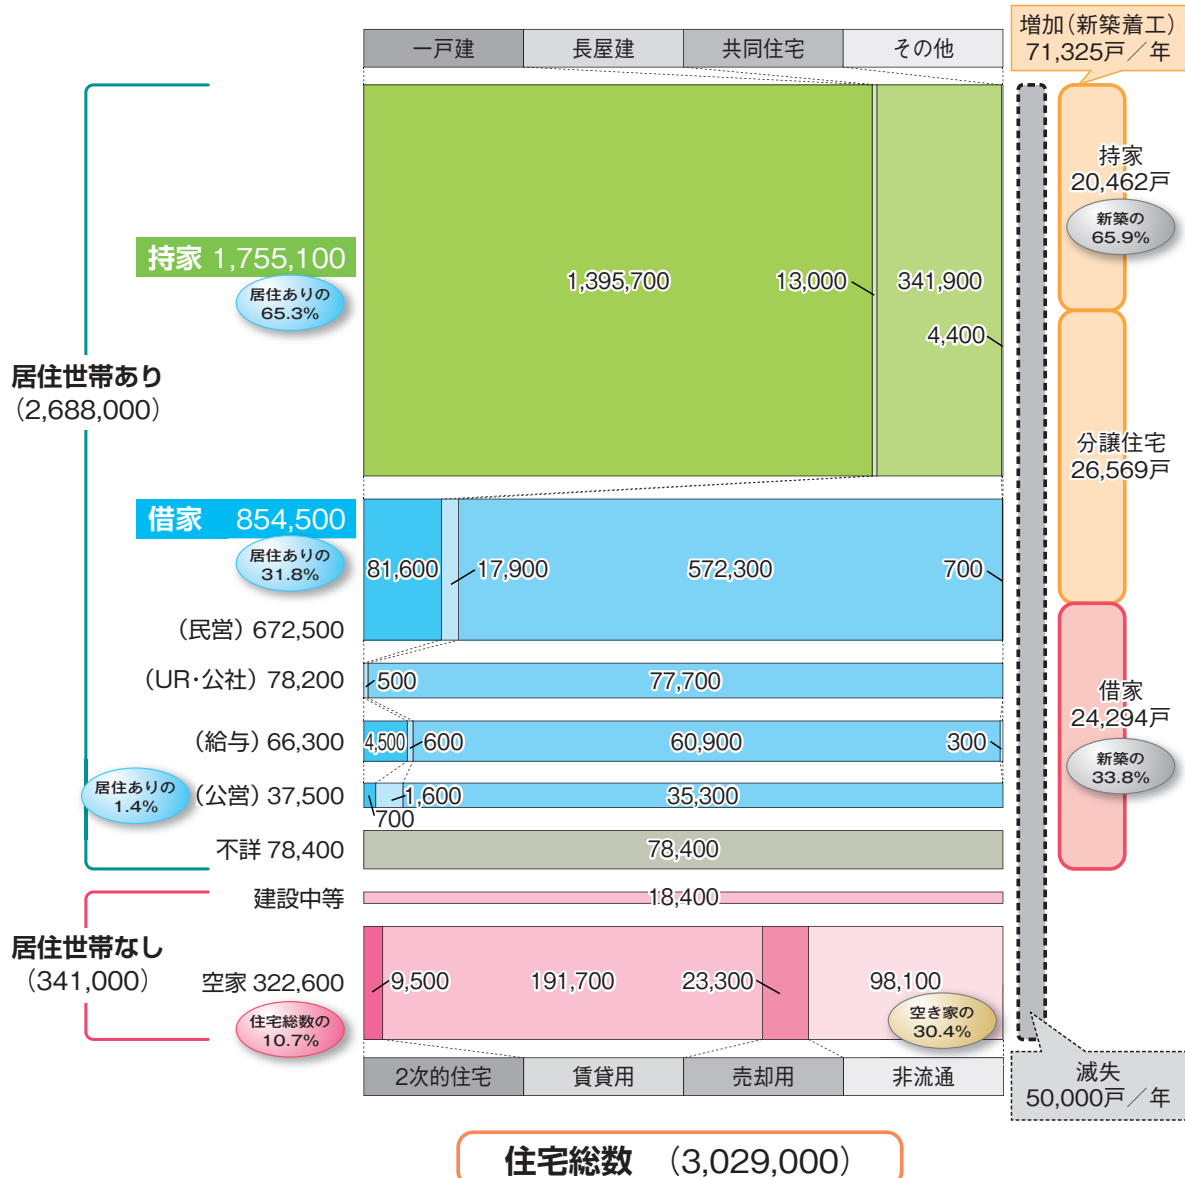 一戸建 長屋建 共同住宅 その他
増加（新築着工）
71,325戸／年
持家
20,462戸
新築の
65.9%
持家 1,755,100
居住ありの
65.3%
1,395,700 13,000 341,900
4,400
居住世帯あり
（2,688,000）
分譲住宅
26,569戸
借家 854,500
居住ありの
31.8%
81,600 17,900 572,300 700
（民営）672,500
（UR・公社）78,200 500 77,700
借家
24,294戸
新築の
33.8%
（給与）66,300 4,500 600 60,900 300
居住ありの
1.4%
（公営）37,500 1,600 35,300
700
不詳 78,400 78,400
建設中等 18,400
居住世帯なし
（341,000）
空家 322,600 9,500 191,700 23,300 98,100
住宅総数の
10.7%
空き家の
30.4%
2次的住宅 賃貸用 売却用 非流通
滅失
50,000戸／年
住宅総数 （3,029,000）